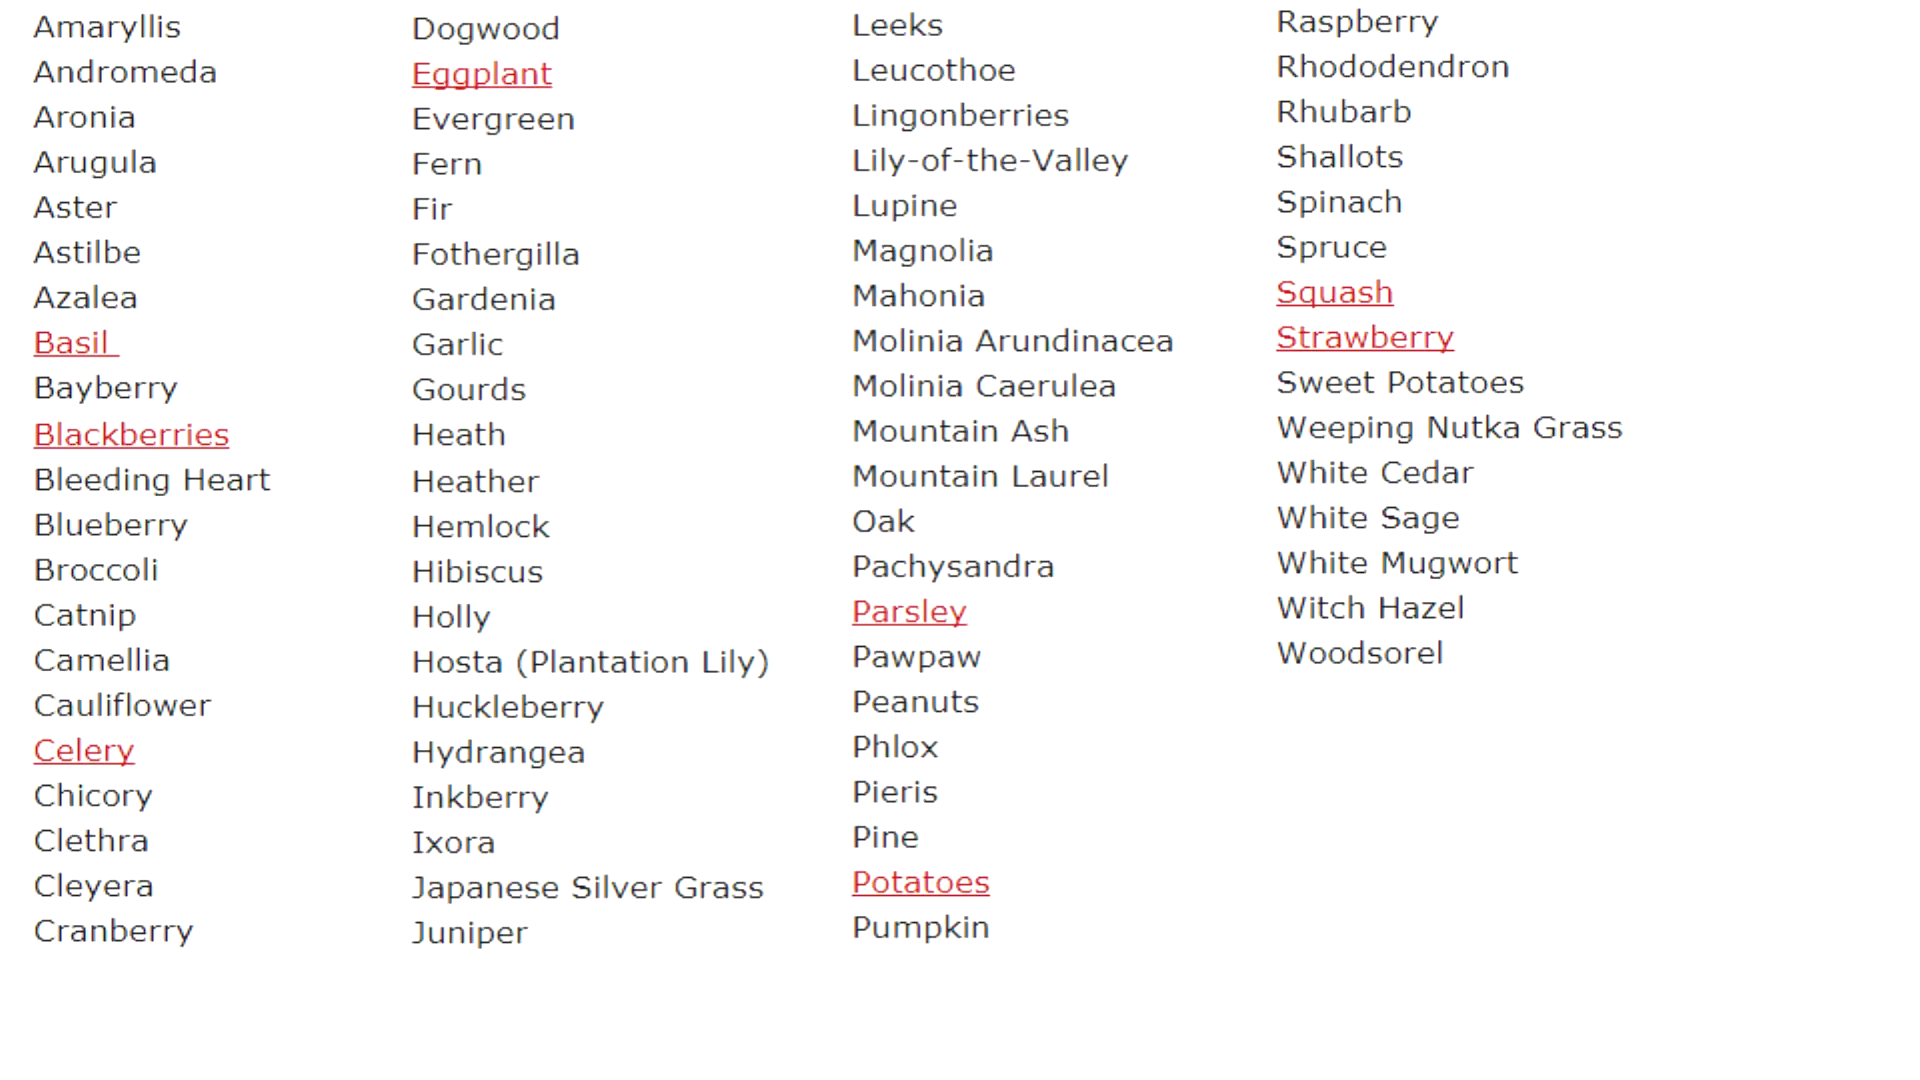 Amaryllis
Andromeda
Aronia
Arugula
Aster
Astilbe
Azalea
Basil
Bayberry
Blackberries
Bleeding Heart
Blueberry
Broccoli
Catnip
Camellia
Cauliflower
Celery
Chicory
Clethra
Cleyera
Cranberry
Dogwood
Eggplant
Evergreen
Fern
Fir
Fothergilla
Gardenia
Garlic
Gourds
Heath
Heather
Hemlock
Hibiscus
Holly
Hosta (Plantation Lily)
Huckleberry
Hydrangea
Inkberry
Ixora
Japanese Silver Grass
Juniper
Leeks
Leucothoe
Lingonberries
Lily-of-the-Valley
Lupine
Magnolia
Mahonia
Molinia Arundinacea
Molinia Caerulea
Mountain Ash
Mountain Laurel
Oak
Pachysandra
Parsley
Pawpaw
Peanuts
Phlox
Pieris
Pine
Potatoes
Pumpkin
Raspberry
Rhododendron
Rhubarb
Shallots
Spinach
Spruce
Squash
Strawberry
Sweet Potatoes
Weeping Nutka Grass
White Cedar
White Sage
White Mugwort
Witch Hazel
Woodsorel